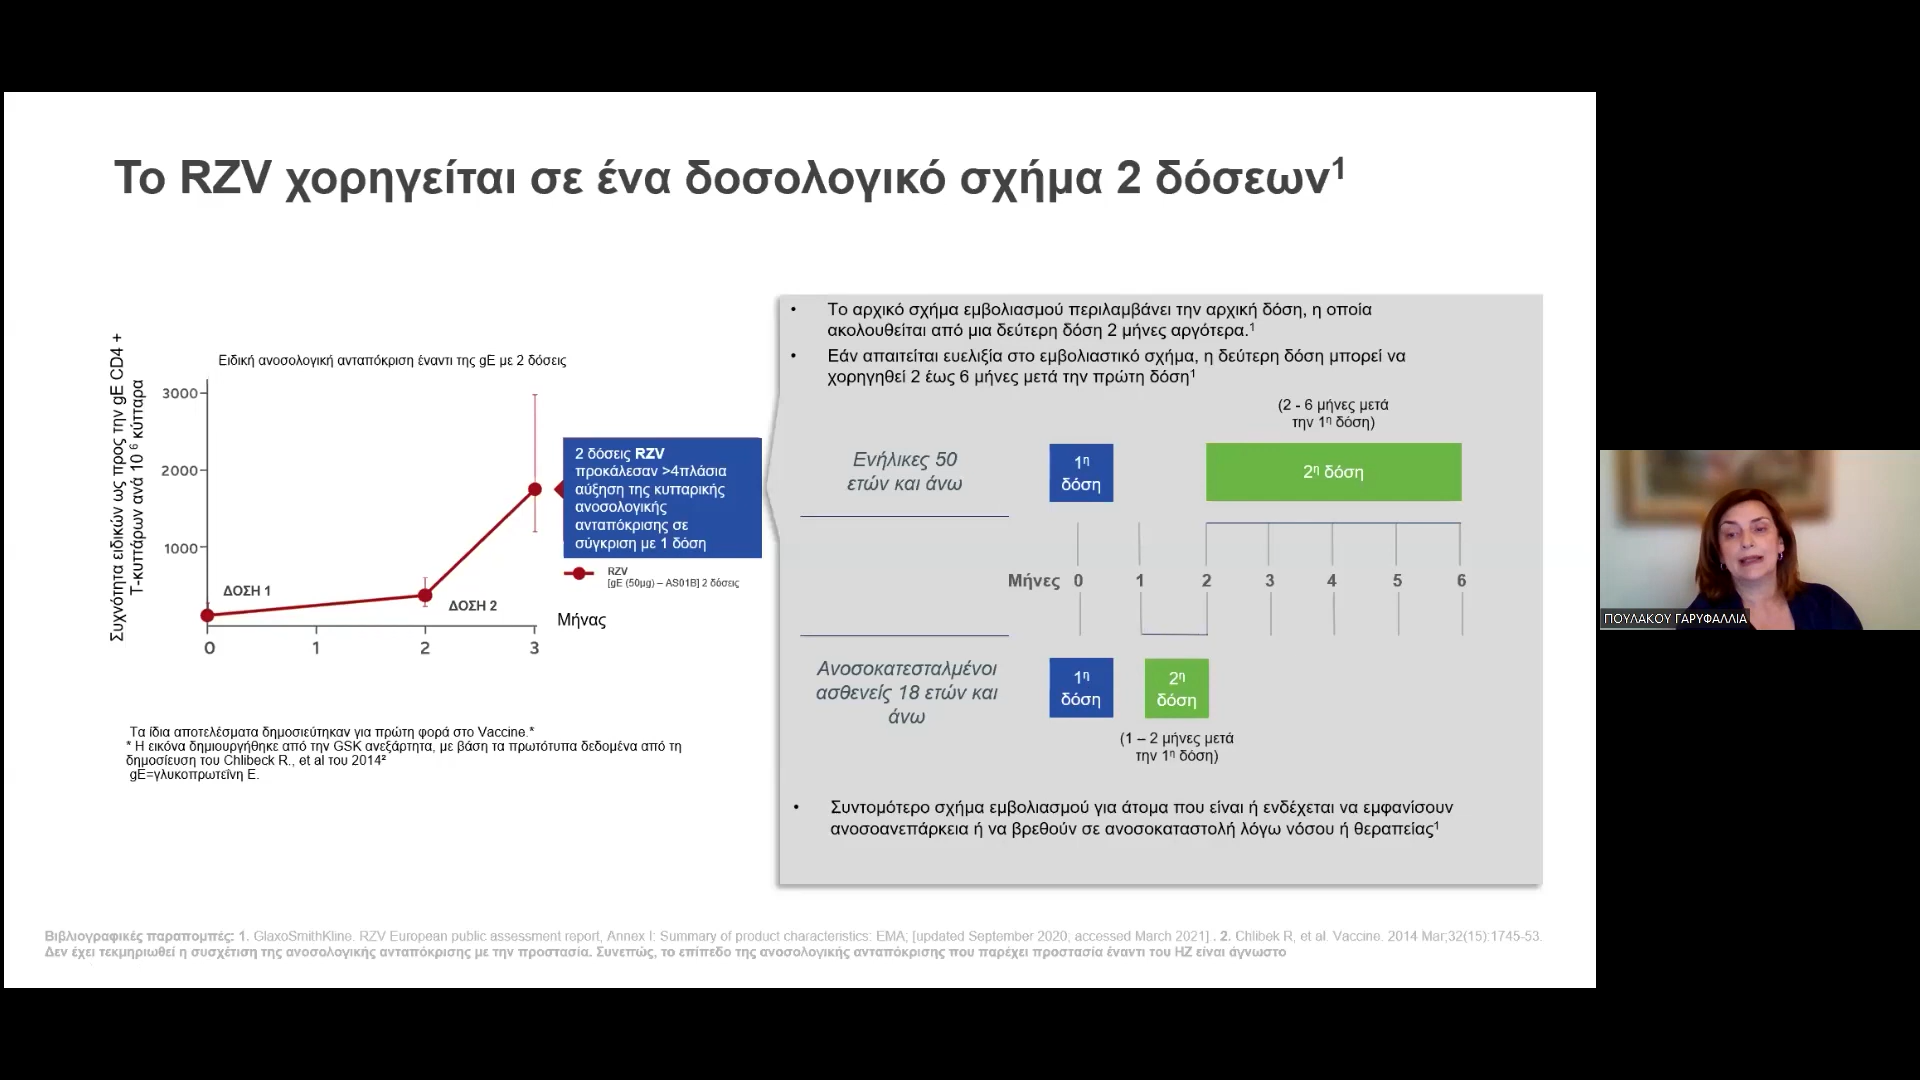 Το RZV χορηγείται σε ένα δοσολογικό σχήμα 2 δόσεων¹
Ειδική ανοσολογική ανταπόκριση έναντι της gE με 2 δόσεις
Συχνότητα ειδικών ως προς την gE CD4 +
Τ-κυττάρων ανά 10 ⁶ κύτταρα
3000
2000
1000
ΔΟΣΗ 1
ΔΟΣΗ 2
0 1 2 3
Μήνας
2 δόσεις RZV
προκάλεσαν >4πλάσια
αύξηση της κυτταρικής
ανοσολογικής
ανταπόκρισης σε
σύγκριση με 1 δόση
RZV
[gE (50μg) – AS01B] 2 δόσεις
Τα ίδια αποτελέσματα δημοσιεύτηκαν για πρώτη φορά στο Vaccine.*
* Η εικόνα δημιουργήθηκε από την GSK ανεξάρτητα, με βάση τα πρωτότυπα δεδομένα από τη
δημοσίευση του Chlibeck R., et al του 2014²
gE=γλυκοπρωτεΐνη Ε.
• Το αρχικό σχήμα εμβολιασμού περιλαμβάνει την αρχική δόση, η οποία
ακολουθείται από μια δεύτερη δόση 2 μήνες αργότερα.¹
• Εάν απαιτείται ευελιξία στο εμβολιαστικό σχήμα, η δεύτερη δόση μπορεί να
χορηγηθεί 2 έως 6 μήνες μετά την πρώτη δόση¹
(2 - 6 μήνες μετά
την 1η δόση)
Ενήλικες 50
ετών και άνω
1η
δόση
2η δόση
Μήνες 0 1 2 3 4 5 6
Ανοσοκατεσταλμένοι
ασθενείς 18 ετών και
άνω
1η
δόση
2η
δόση
(1 – 2 μήνες μετά
την 1η δόση)
• Συντομότερο σχήμα εμβολιασμού για άτομα που είναι ή ενδέχεται να εμφανίσουν
ανοσοανεπάρκεια ή να βρεθούν σε ανοσοκαταστολή λόγω νόσου ή θεραπείας¹
Βιβλιογραφικές παραπομπές: 1. GlaxoSmithKline. RZV European public assessment report, Annex I: Summary of product characteristics: EMA; [updated September 2020, accessed March 2021] . 2. Chlibek R, et al. Vaccine. 2014 Mar;32(15):1745-53.
Δεν έχει τεκμηριωθεί η συσχέτιση της ανοσολογικής ανταπόκρισης με την προστασία. Συνεπώς, το επίπεδο της ανοσολογικής ανταπόκρισης που παρέχει προστασία έναντι του ΗΖ είναι άγνωστο
ΠΟΥΛΑΚΟΥ ΓΑΡΥΦΑΛΛΙΑ